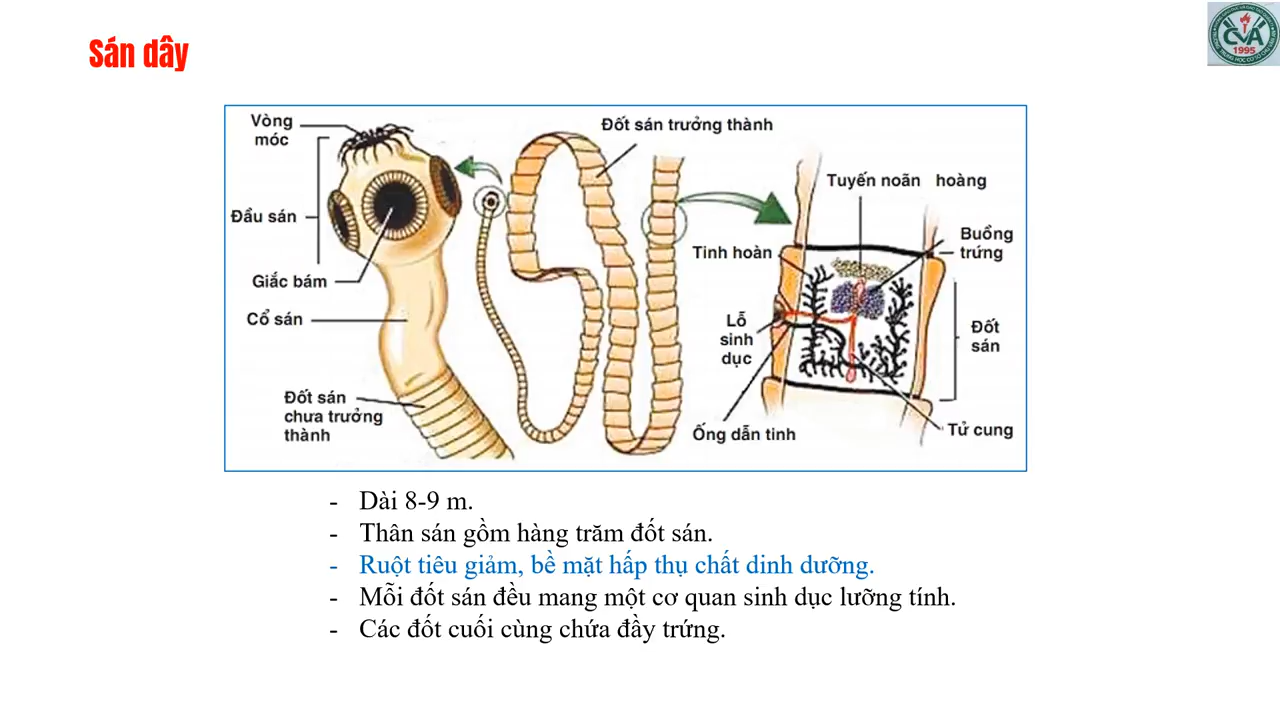 Sán dây
CVA
1995
Vòng
móc
Đầu sán
Giắc bám
Cổ sán
Đốt sán
chưa trưởng
thành
Đốt sán trưởng thành
Tuyến noãn hoàng
Buồng
trứng
Tinh hoàn
Lỗ
sinh
dục
Đốt
sán
Ống dẫn tinh
Tử cung
- Dài 8-9 m.
- Thân sán gồm hàng trăm đốt sán.
- Ruột tiêu giảm, bề mặt hấp thụ chất dinh dưỡng.
- Mỗi đốt sán đều mang một cơ quan sinh dục lưỡng tính.
- Các đốt cuối cùng chứa đầy trứng.